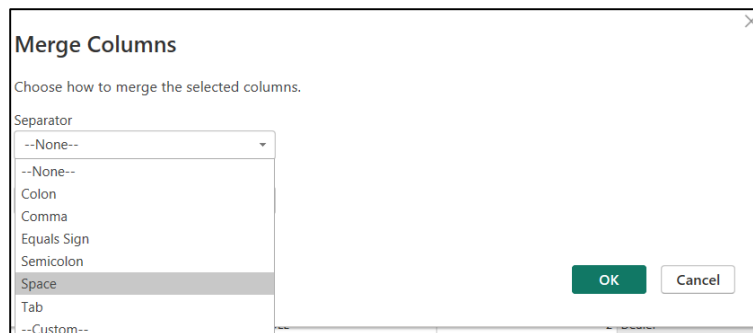 Merge Columns
Choose how to merge the selected columns.
Separator
--None--
--None--
Colon
Comma
Equals Sign
Semicolon
Space
Tab
--Custom--
OK Cancel